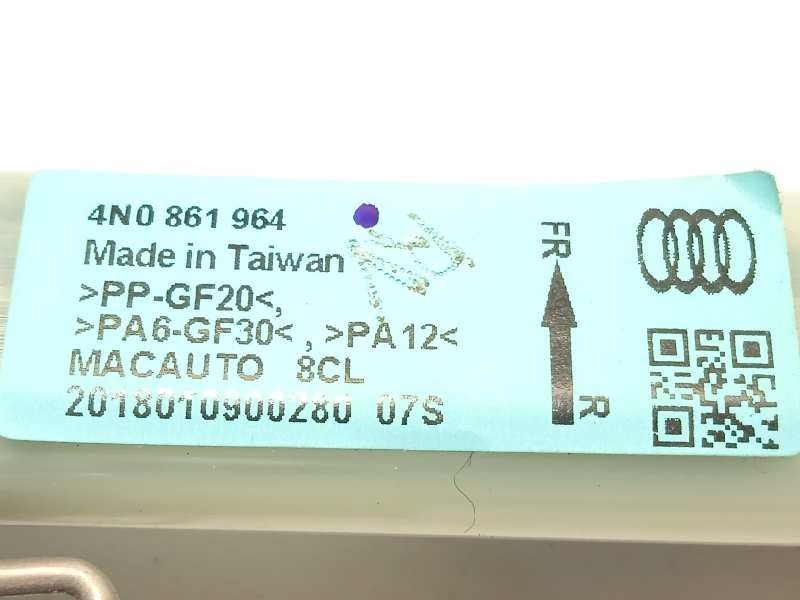 4N0 861 964
Made in Taiwan
>PP-GF20<,
>PA6-GF30< , >PA12<
MACAUTO 8CL
2018010900280 07S
FR
R